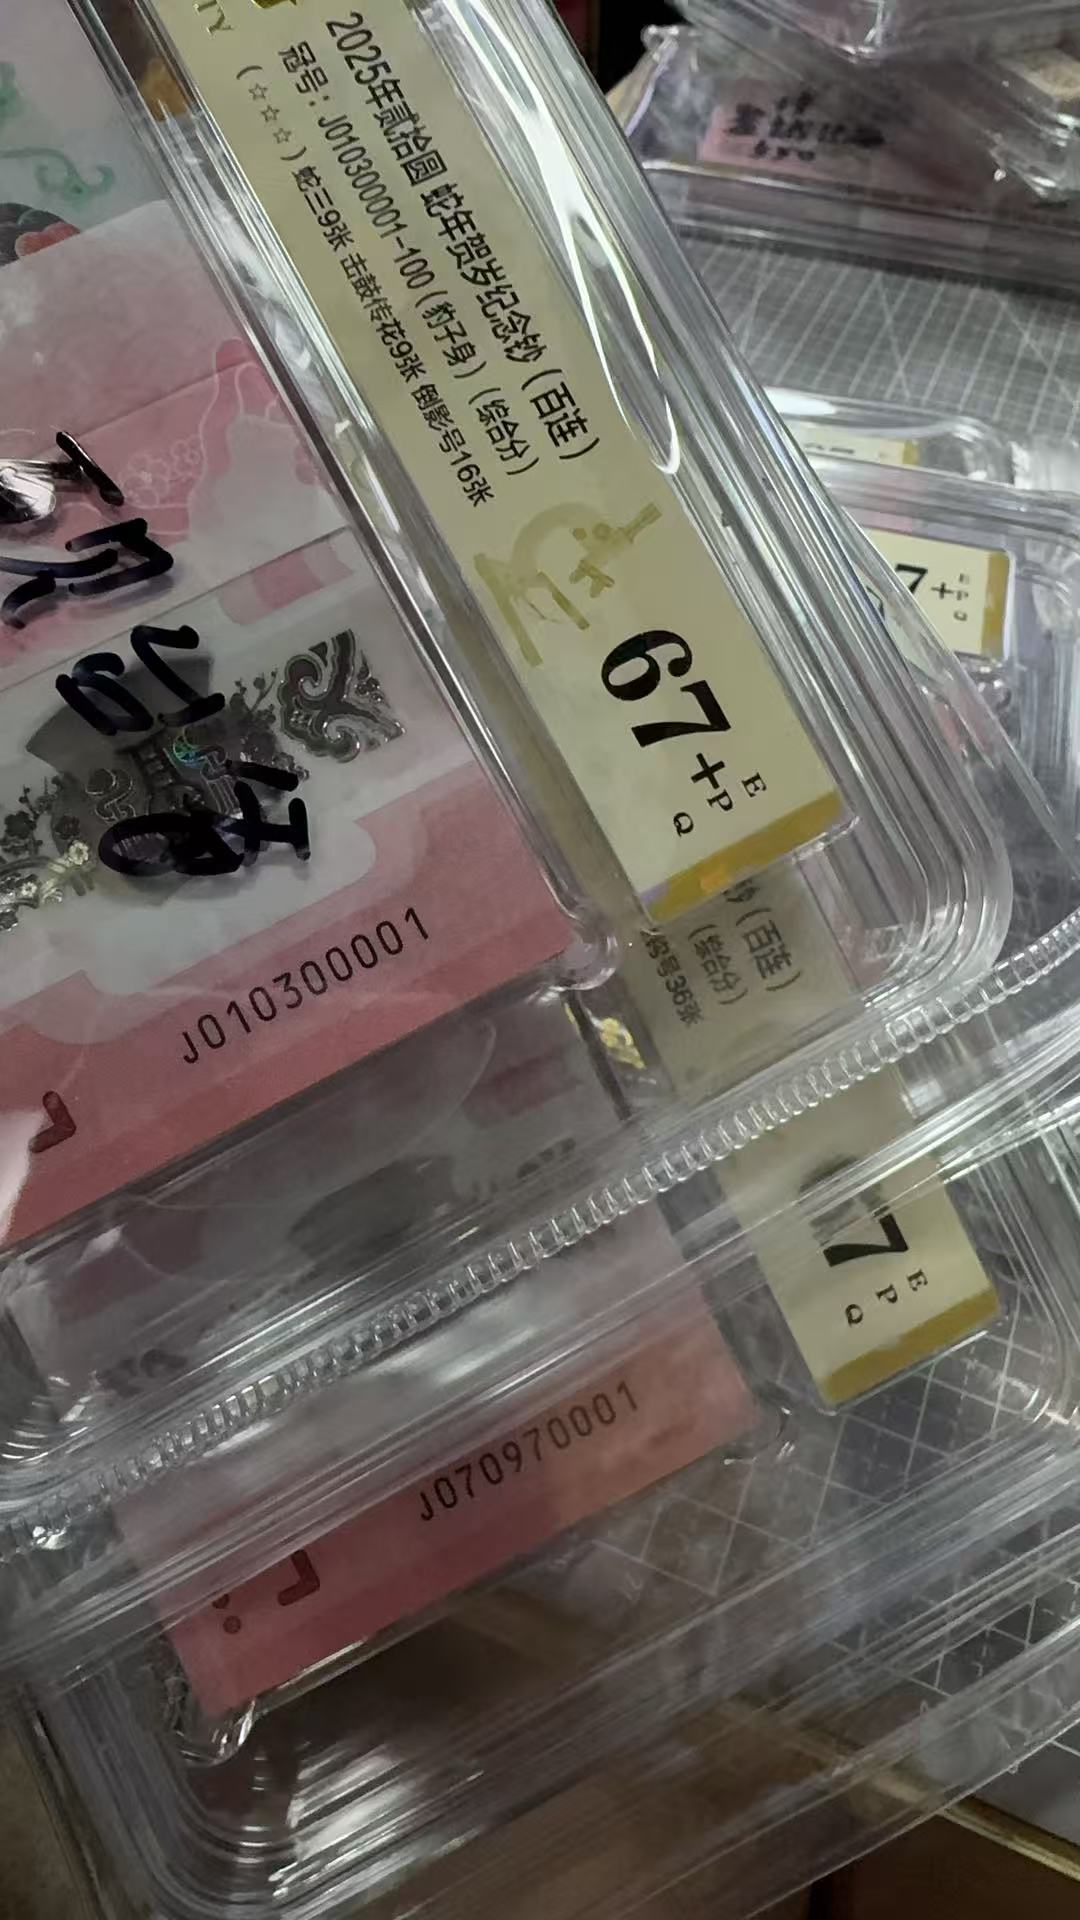 2025年贰拾圆 蛇年贺岁纪念钞（百连）
冠号：J010300001-100（豹子身）（综合分）
（☆☆☆）蛇三9张 击鼓传花9张 倒影号16张
67+
E
P
Q
J010300001
钞（百连）
（综合分）
号36张
7
E
P
Q
J070970001
7+